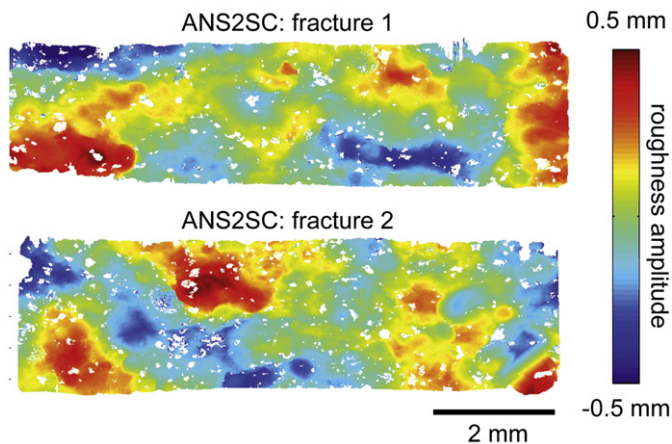 ANS2SC: fracture 1
0.5 mm
roughness amplitude
ANS2SC: fracture 2
-0.5 mm
2 mm